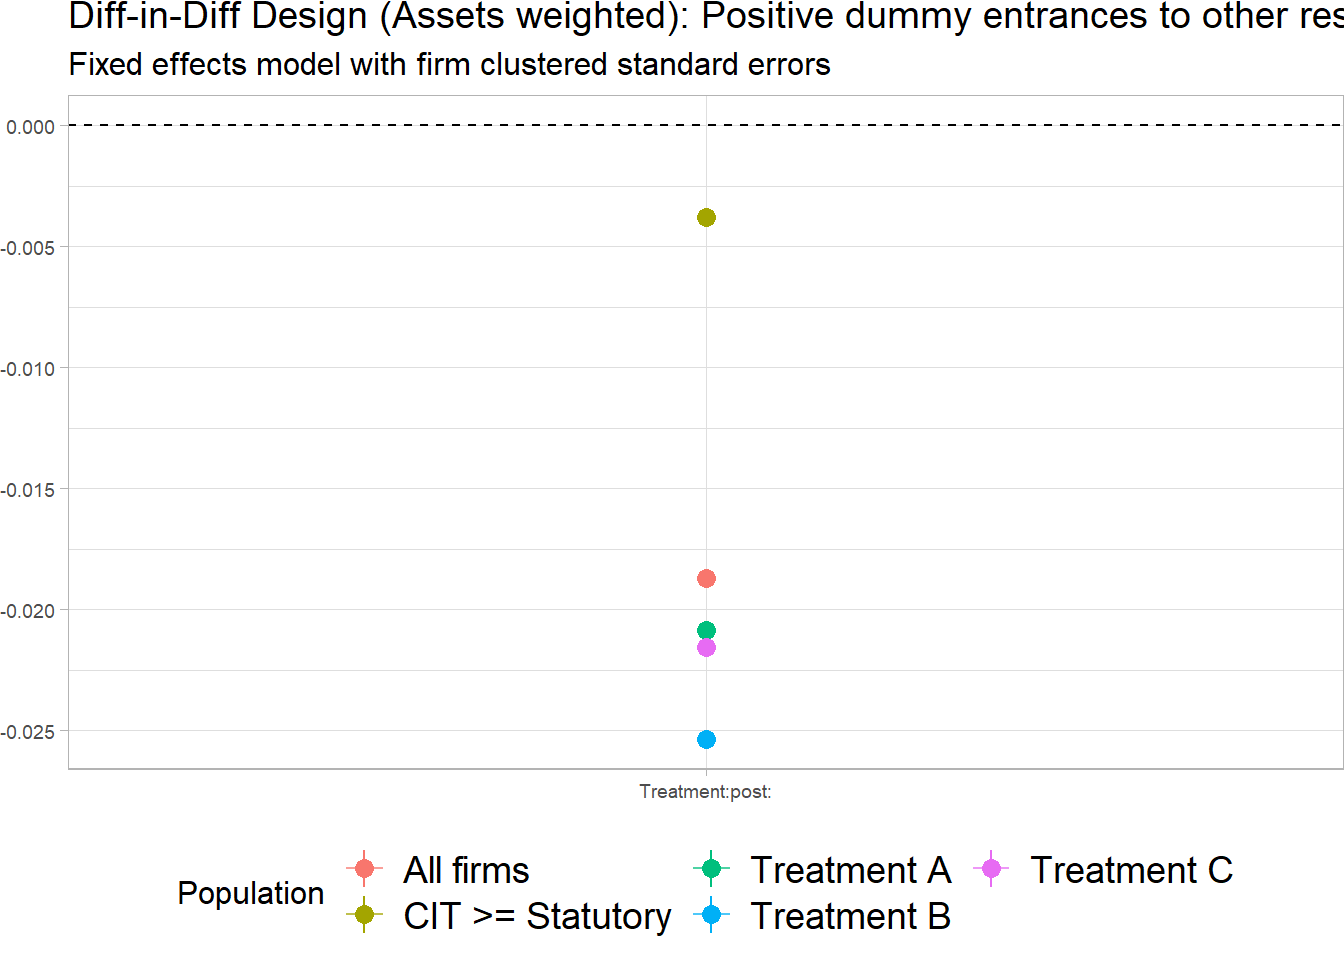 Diff-in-Diff Design (Assets weighted): Positive dummy entrances to other res
Fixed effects model with firm clustered standard errors
0.000
-0.005
-0.010
-0.015
-0.020
-0.025
Treatment:post:
Population
All firms
Treatment A
Treatment C
CIT >= Statutory
Treatment B